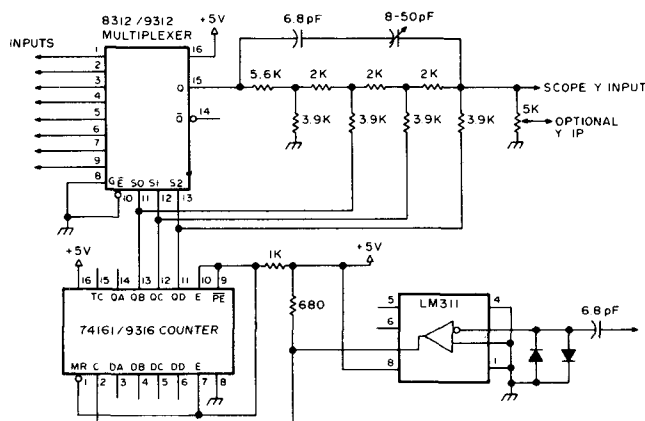 8312/9312
MULTIPLEXER
+5V
6.8pF
8-50pF
INPUTS
1
2
3
4
5
6
7
9
8
16
15
Q
Q̅
14
5.6K
2K
2K
2K
SCOPE Y INPUT
3.9K
3.9K
3.9K
3.9K
5K
OPTIONAL
Y IP
G E̅ S0 S1 S2
10 11 12 13
+5V
1K
+5V
16 15 14 13 12 11 10 9
TC QA QB QC QD E P̅E̅
680
74161/9316 COUNTER
MR C DA DB DC DD E
1 2 3 4 5 6 7 8
LM311
5
6
8
4
1
6.8pF